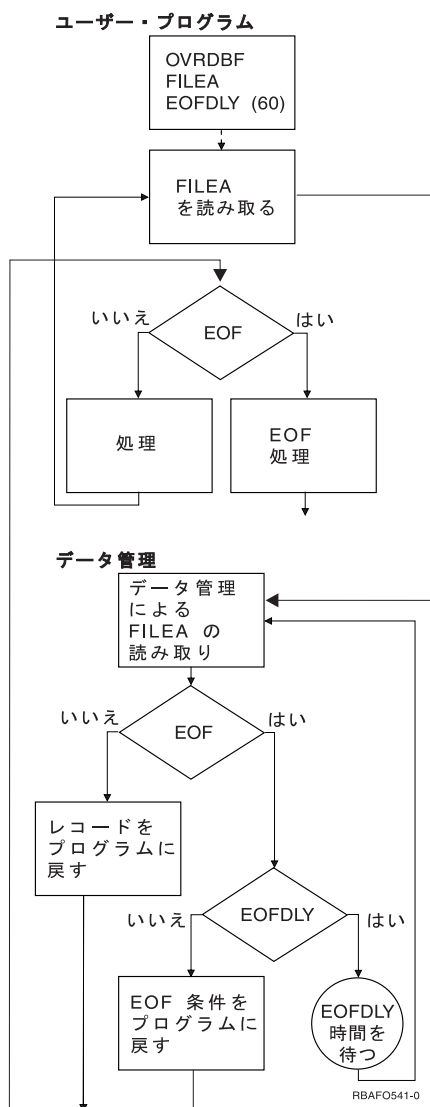 ユーザー・プログラム
OVRDBF
FILEA
EOFDLY (60)
FILEA
を読み取る
いいえ
はい
EOF
処理
EOF
処理
データ管理
データ管理
による
FILEA の
読み取り
いいえ
はい
EOF
レコードを
プログラムに
戻す
いいえ
はい
EOFDLY
EOF 条件を
プログラムに
戻す
EOFDLY
時間を
待つ
RBAFO541-0